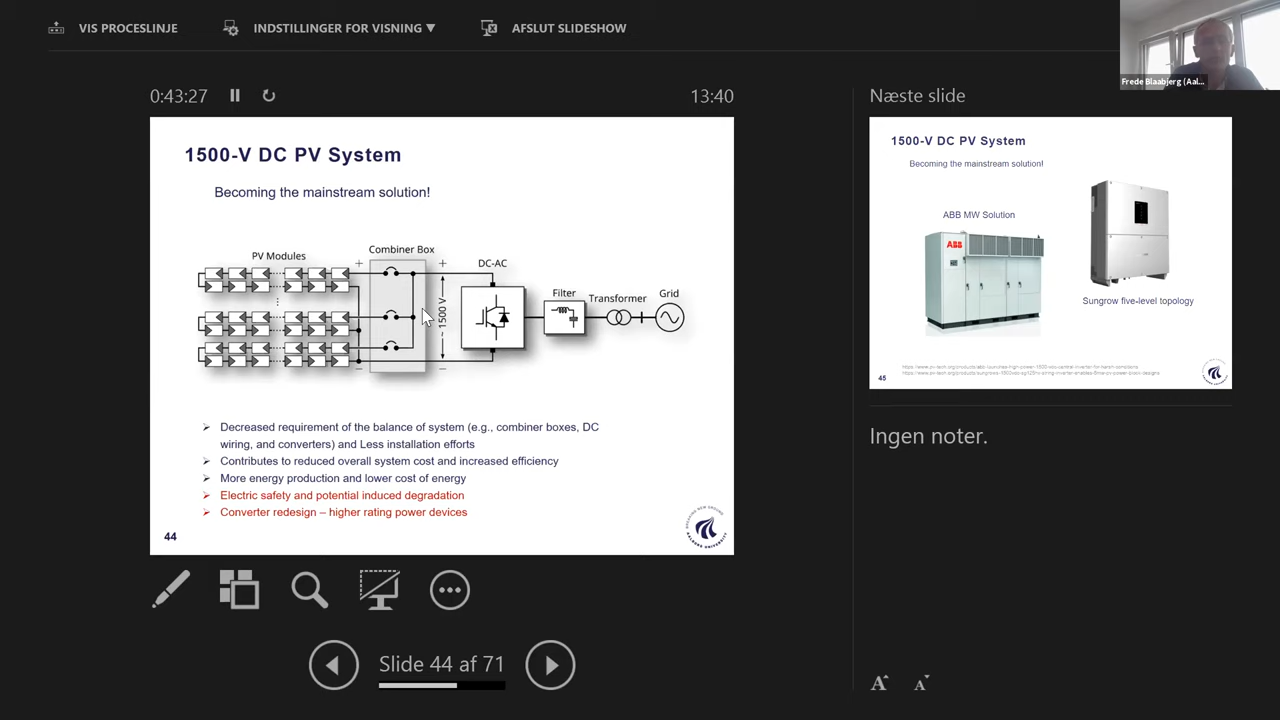 VIS PROCESLINJE
INDSTILLINGER FOR VISNING ▼
AFSLUT SLIDESHOW
Frede Blaabjerg (Aal...
0:43:27
13:40
1500-V DC PV System
Becoming the mainstream solution!
PV Modules
Combiner Box
DC-AC
Filter
Transformer
Grid
+
+
~ 1500 V
−
−
➢ Decreased requirement of the balance of system (e.g., combiner boxes, DC
wiring, and converters) and Less installation efforts
➢ Contributes to reduced overall system cost and increased efficiency
➢ More energy production and lower cost of energy
➢ Electric safety and potential induced degradation
➢ Converter redesign – higher rating power devices
44
AALBORG UNIVERSITY
Slide 44 af 71
Næste slide
1500-V DC PV System
Becoming the mainstream solution!
ABB MW Solution
ABB
Sungrow five-level topology
45
Ingen noter.
A
A